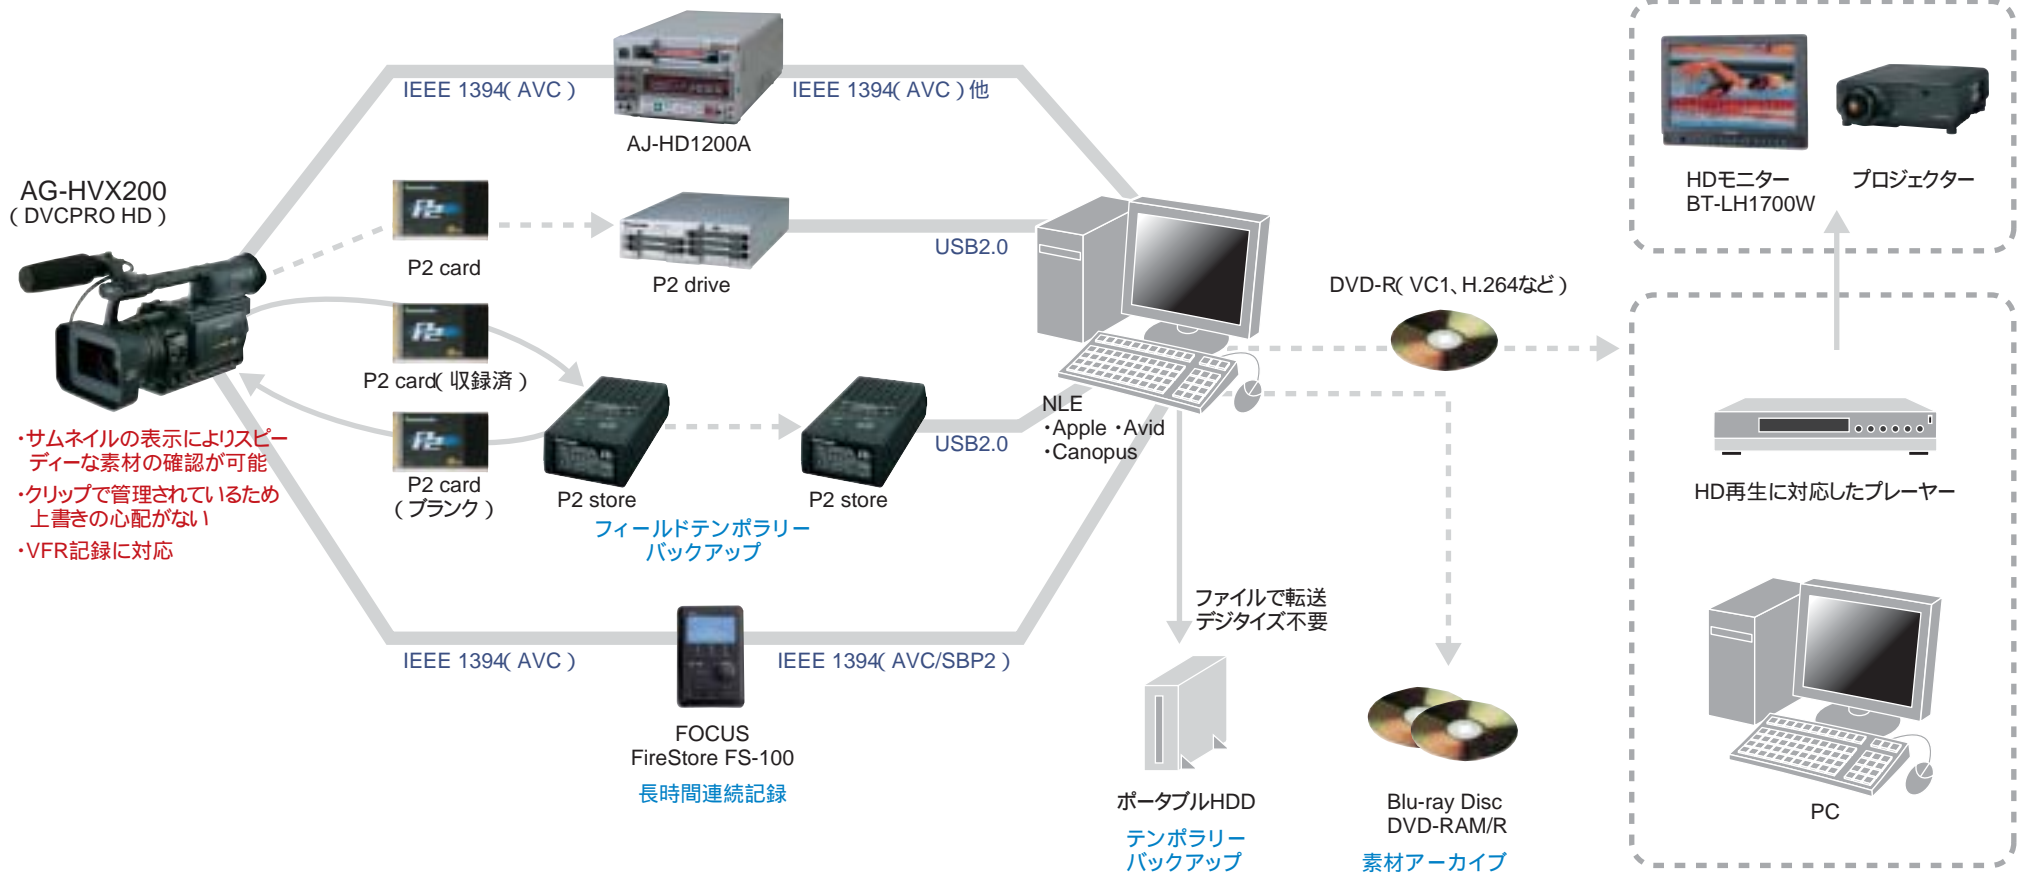 IEEE 1394( AVC )
IEEE 1394( AVC )他
AJ-HD1200A
AG-HVX200
( DVCPRO HD )
P2 card
P2 drive
USB2.0
P2 card( 収録済 )
P2 card
( ブランク )
P2 store
P2 store
USB2.0
フィールドテンポラリー
バックアップ
・サムネイルの表示によりスピー
ディーな素材の確認が可能
・クリップで管理されているため
上書きの心配がない
・VFR記録に対応
IEEE 1394( AVC )
IEEE 1394( AVC/SBP2 )
FOCUS
FireStore FS-100
長時間連続記録
NLE
・Apple ・Avid
・Canopus
DVD-R( VC1、H.264など )
ファイルで転送
デジタイズ不要
ポータブルHDD
テンポラリー
バックアップ
Blu-ray Disc
DVD-RAM/R
素材アーカイブ
HDモニター
BT-LH1700W
プロジェクター
HD再生に対応したプレーヤー
PC